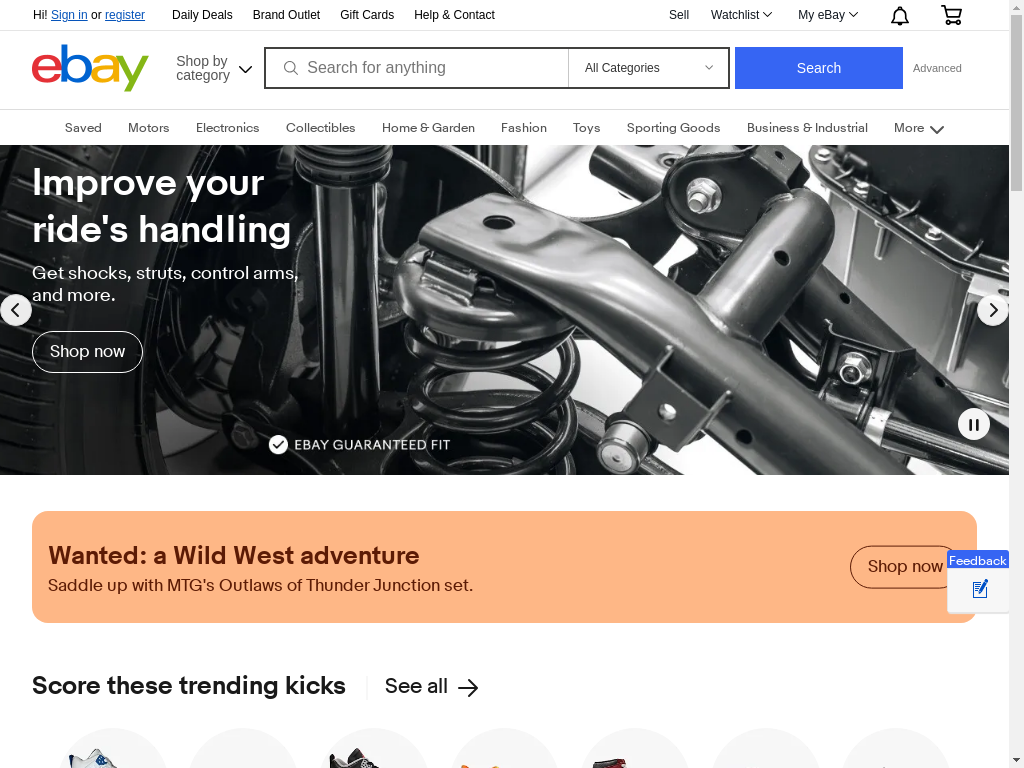 Hi! Sign in or register
Daily Deals
Brand Outlet
Gift Cards
Help & Contact
Sell
Watchlist
My eBay
ebay
Shop by
category
Search for anything
All Categories
Search
Advanced
Saved
Motors
Electronics
Collectibles
Home & Garden
Fashion
Toys
Sporting Goods
Business & Industrial
More
Improve your
ride's handling
Get shocks, struts, control arms,
and more.
Shop now
EBAY GUARANTEED FIT
Wanted: a Wild West adventure
Saddle up with MTG's Outlaws of Thunder Junction set.
Shop now
Feedback
Score these trending kicks
See all